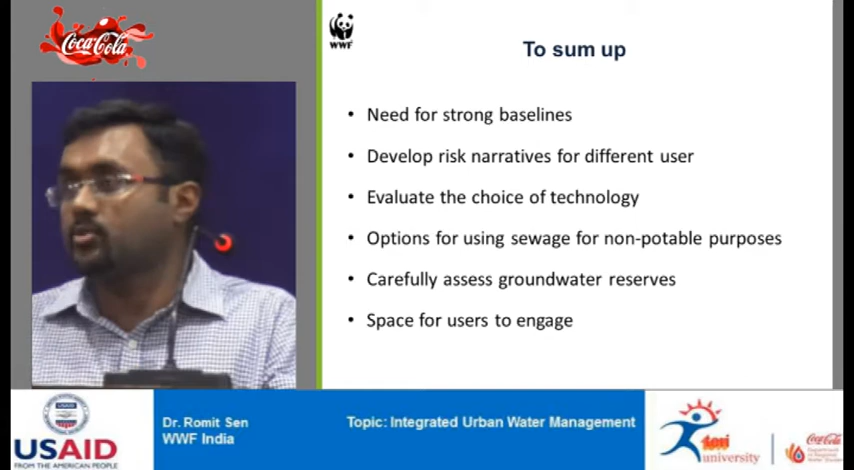 Coca-Cola
WWF
To sum up
• Need for strong baselines
• Develop risk narratives for different user
• Evaluate the choice of technology
• Options for using sewage for non-potable purposes
• Carefully assess groundwater reserves
• Space for users to engage
USAID
FROM THE AMERICAN PEOPLE
Dr. Romit Sen
WWF India
Topic: Integrated Urban Water Management
teri
university
Coca-Cola